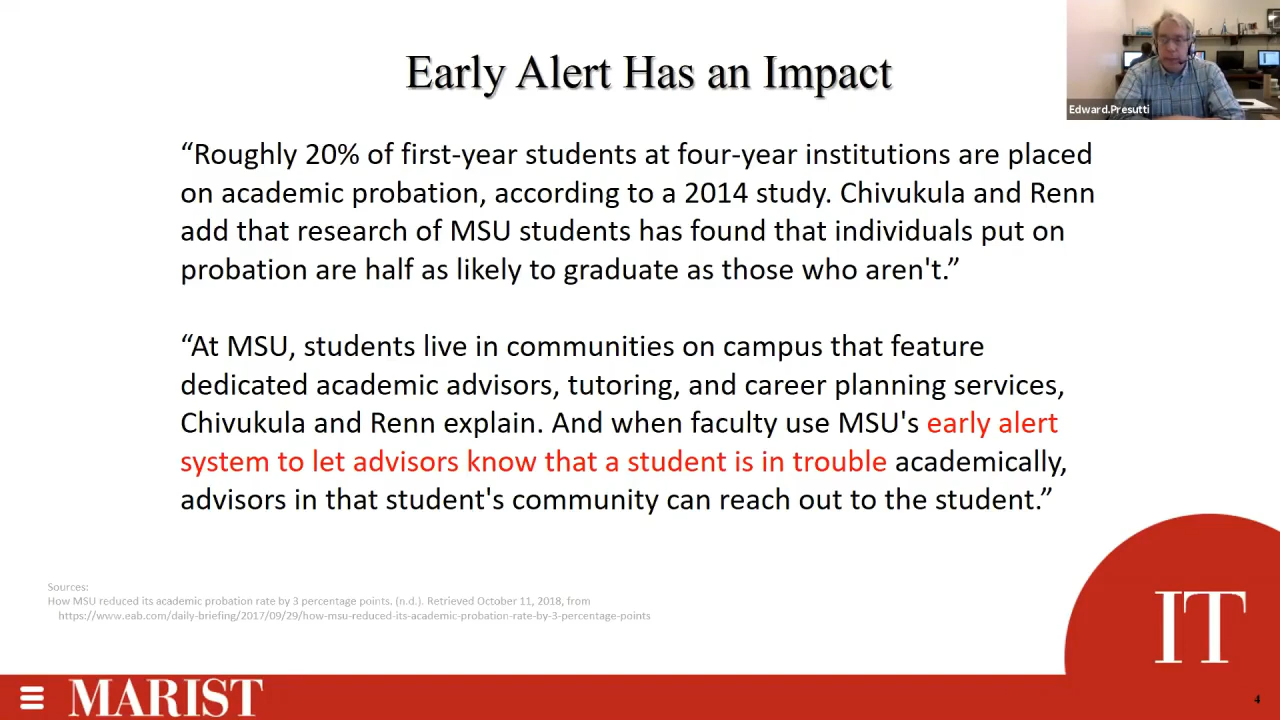 Early Alert Has an Impact
Edward.Presutti
“Roughly 20% of first-year students at four-year institutions are placed
on academic probation, according to a 2014 study. Chivukula and Renn
add that research of MSU students has found that individuals put on
probation are half as likely to graduate as those who aren't.”
“At MSU, students live in communities on campus that feature
dedicated academic advisors, tutoring, and career planning services,
Chivukula and Renn explain. And when faculty use MSU's early alert
system to let advisors know that a student is in trouble academically,
advisors in that student's community can reach out to the student.”
Sources:
How MSU reduced its academic probation rate by 3 percentage points. (n.d.). Retrieved October 11, 2018, from
https://www.eab.com/daily-briefing/2017/09/29/how-msu-reduced-its-academic-probation-rate-by-3-percentage-points
IT
MARIST
4